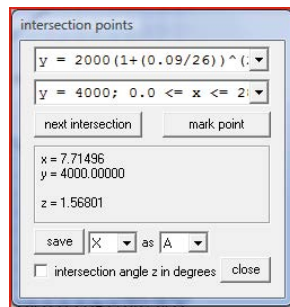 intersection points
y = 2000(1+(0.09/26))^(
y = 4000; 0.0 <= x <= 2
next intersection mark point
x = 7.71496
y = 4000.00000
z = 1.56801
save X as A
intersection angle z in degrees close